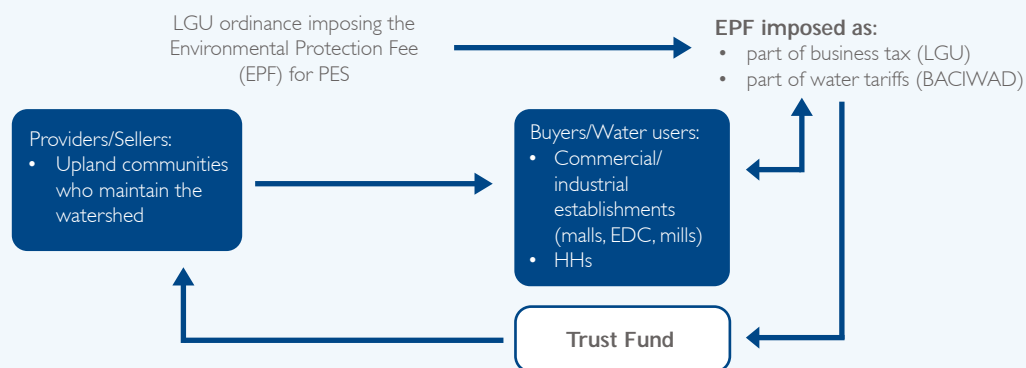 LGU ordinance imposing the
Environmental Protection Fee
(EPF) for PES
EPF imposed as:
• part of business tax (LGU)
• part of water tariffs (BACIWAD)
Providers/Sellers:
• Upland communities
who maintain the
watershed
Buyers/Water users:
• Commercial/
industrial
establishments
(malls, EDC, mills)
• HHs
Trust Fund